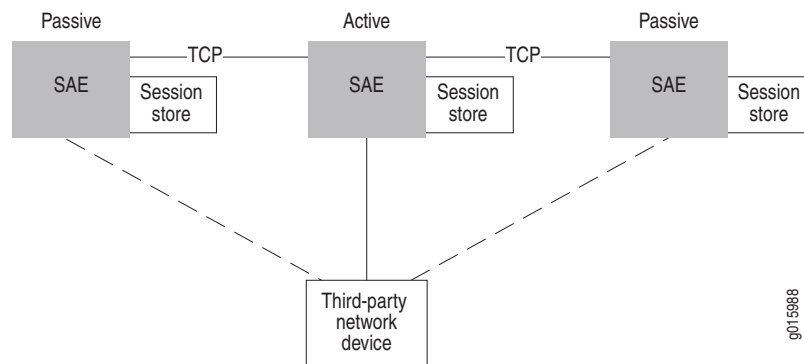 Passive
Active
Passive
TCP
TCP
SAE
SAE
SAE
Session
store
Session
store
Session
store
Third-party
network
device
g015988